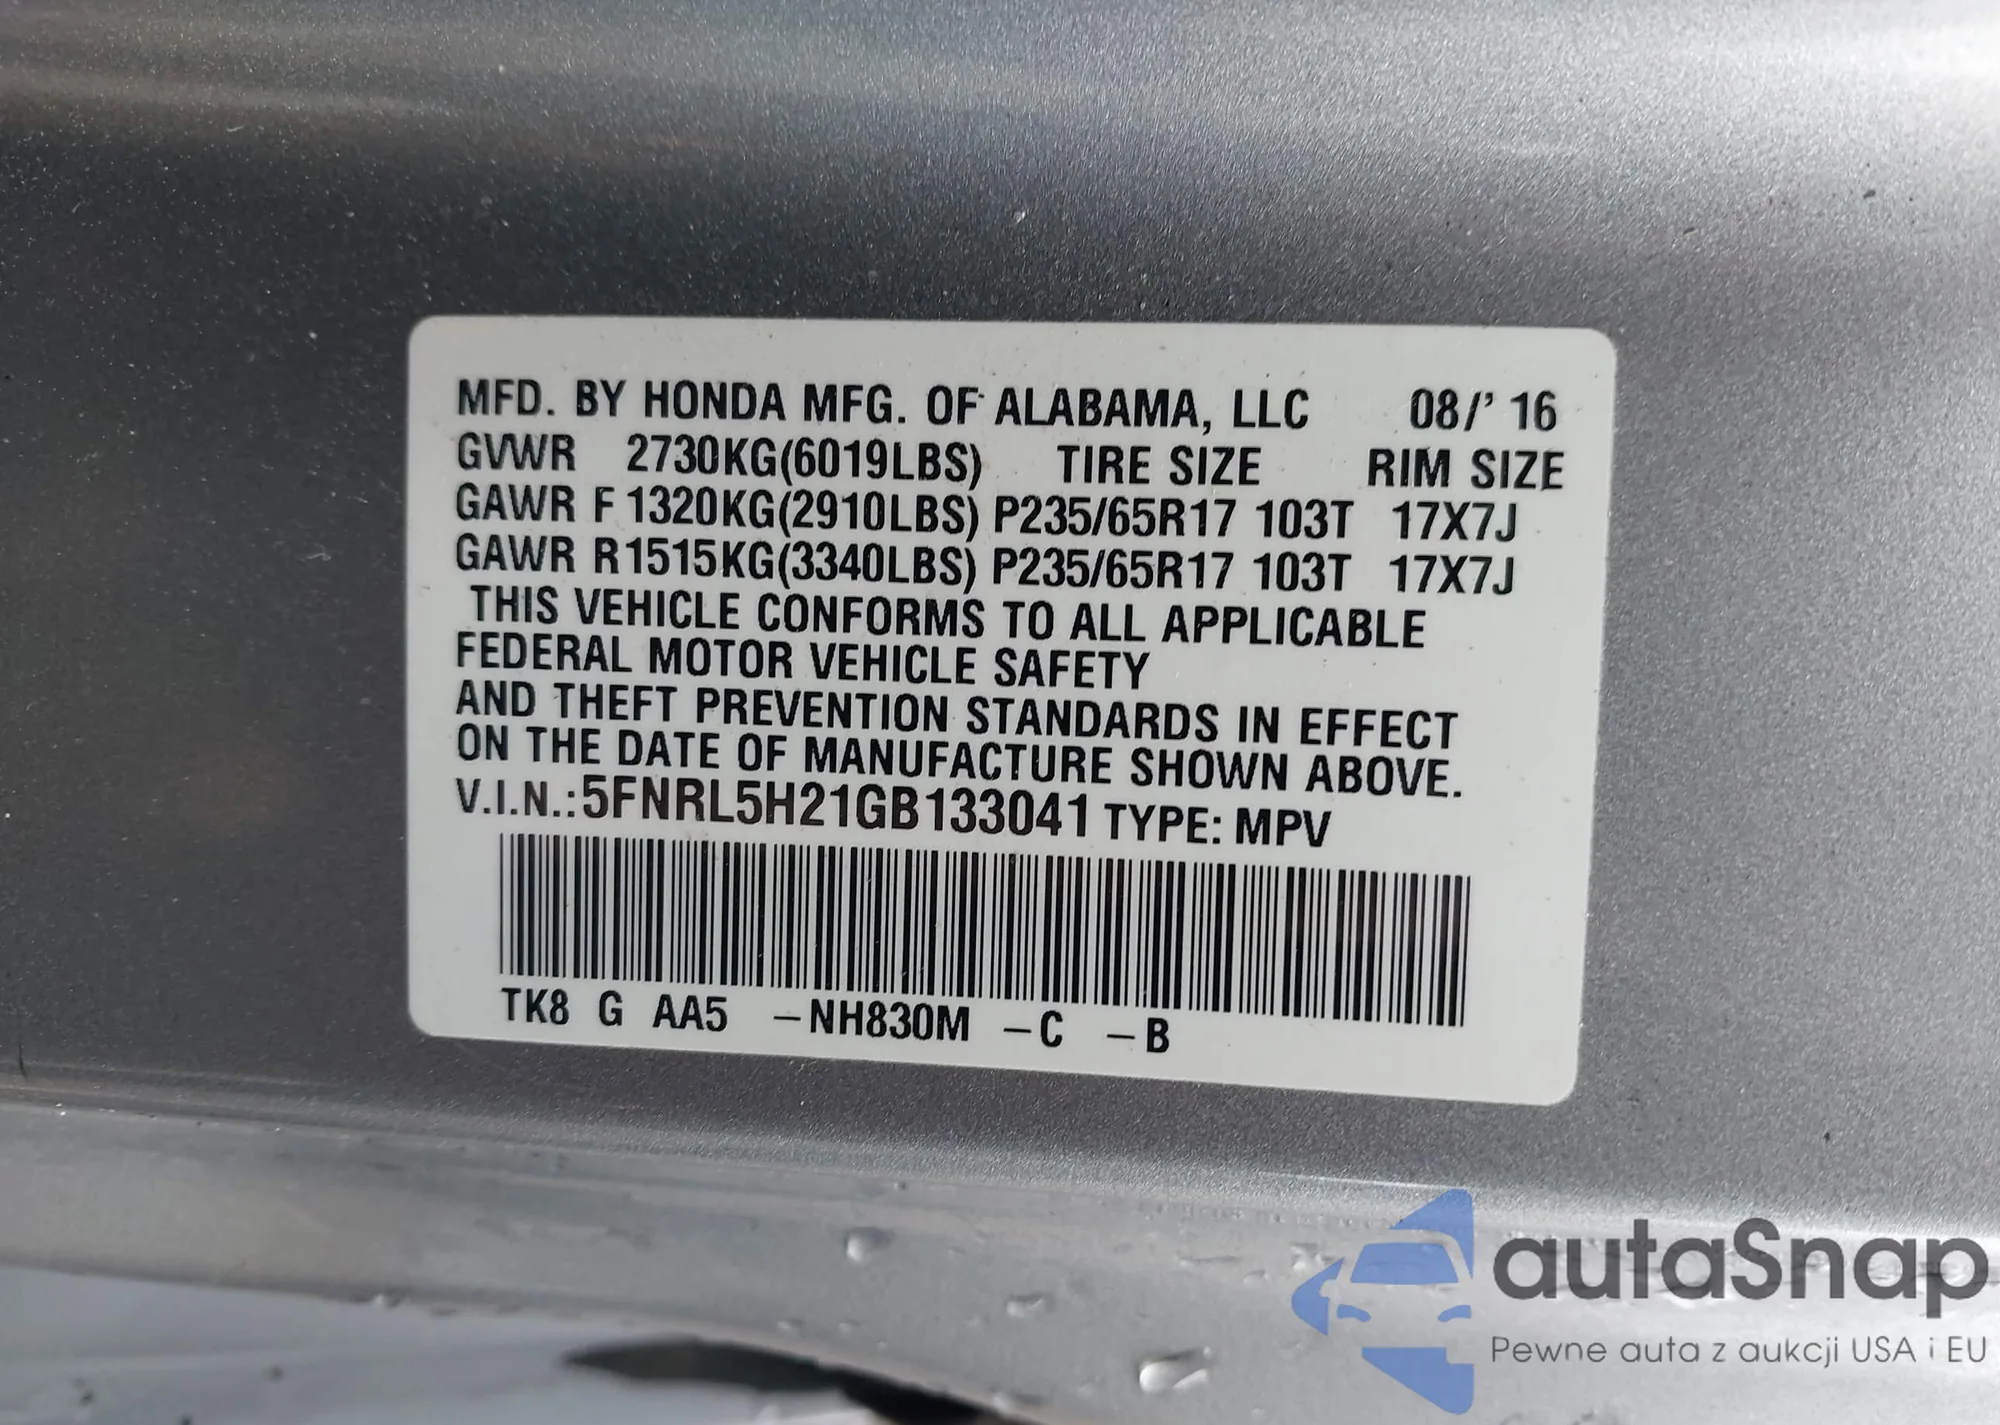 MFD. BY HONDA MFG. OF ALABAMA, LLC 08/' 16
GVWR 2730KG(6019LBS) TIRE SIZE RIM SIZE
GAWR F 1320KG(2910LBS) P235/65R17 103T 17X7J
GAWR R1515KG(3340LBS) P235/65R17 103T 17X7J
THIS VEHICLE CONFORMS TO ALL APPLICABLE
FEDERAL MOTOR VEHICLE SAFETY
AND THEFT PREVENTION STANDARDS IN EFFECT
ON THE DATE OF MANUFACTURE SHOWN ABOVE.
V.I.N.:5FNRL5H21GB133041 TYPE: MPV
TK8 G AA5 –NH830M –C –B
autaSnap
Pewne auta z aukcji USA i EU